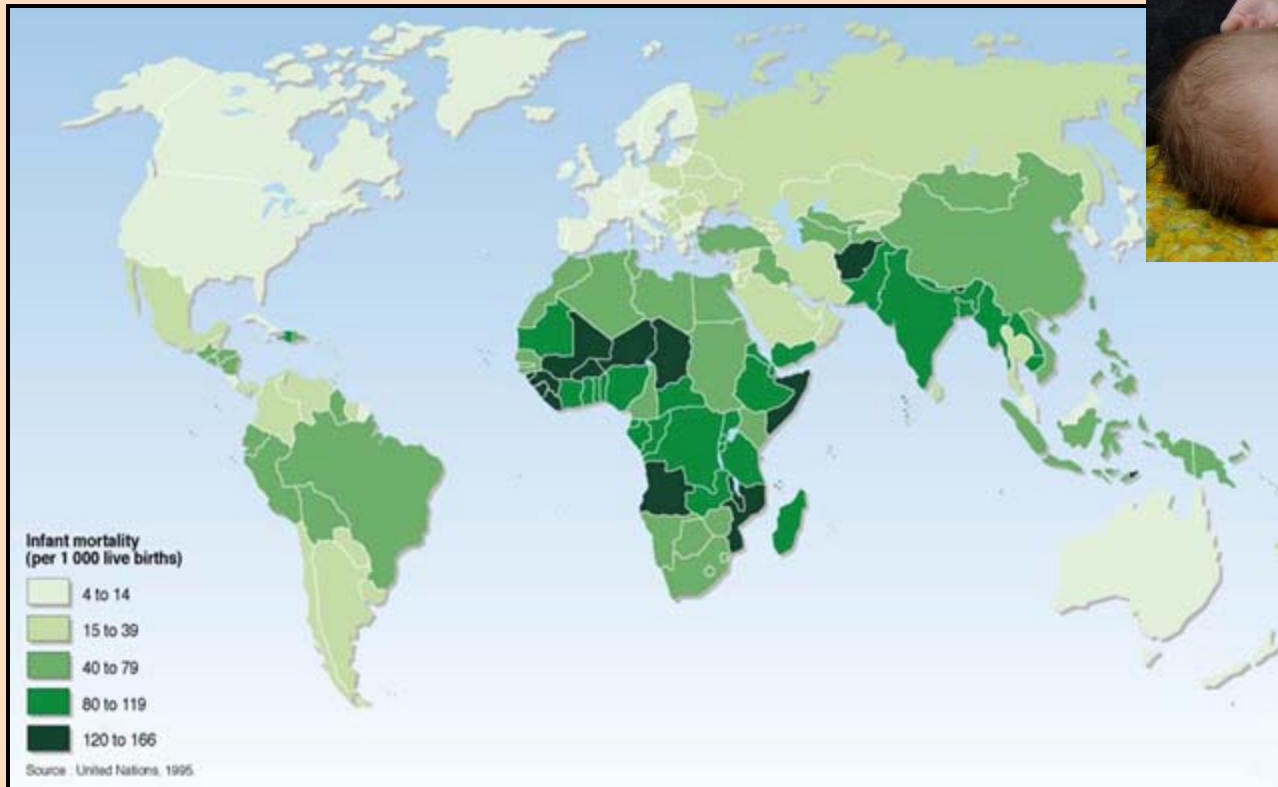 Infant mortality
(per 1 000 live births)
4 to 14
15 to 39
40 to 79
80 to 119
120 to 166
Source : United Nations, 1995.